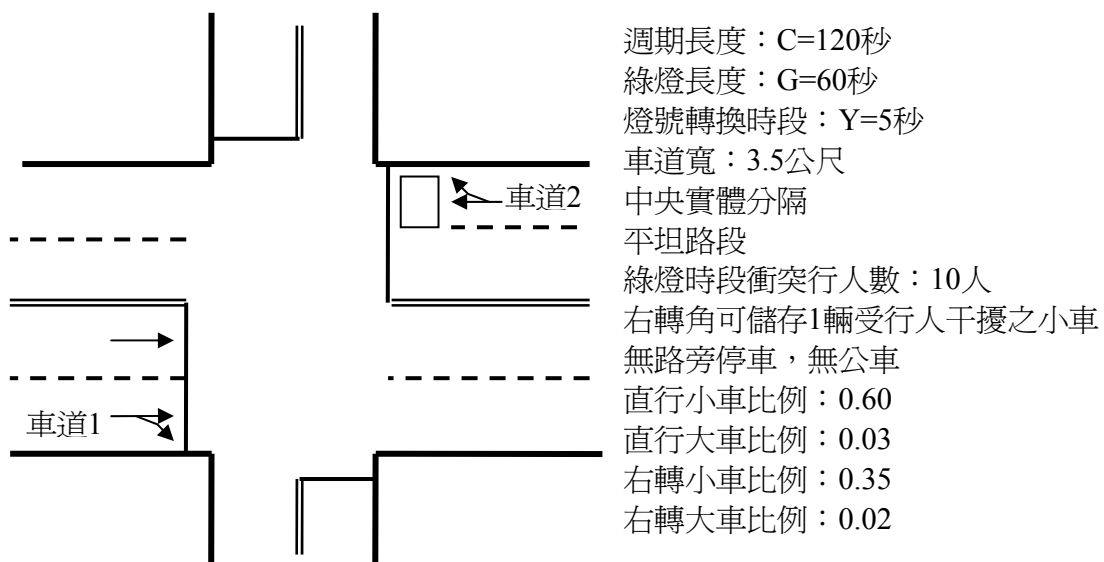 週期長度：C=120秒
綠燈長度：G=60秒
燈號轉換時段：Y=5秒
車道寬：3.5公尺
中央實體分隔
平坦路段
綠燈時段衝突行人數：10人
右轉角可儲存1輛受行人干擾之小車
無路旁停車，無公車
直行小車比例：0.60
直行大車比例：0.03
右轉小車比例：0.35
右轉大車比例：0.02
車道2
車道1